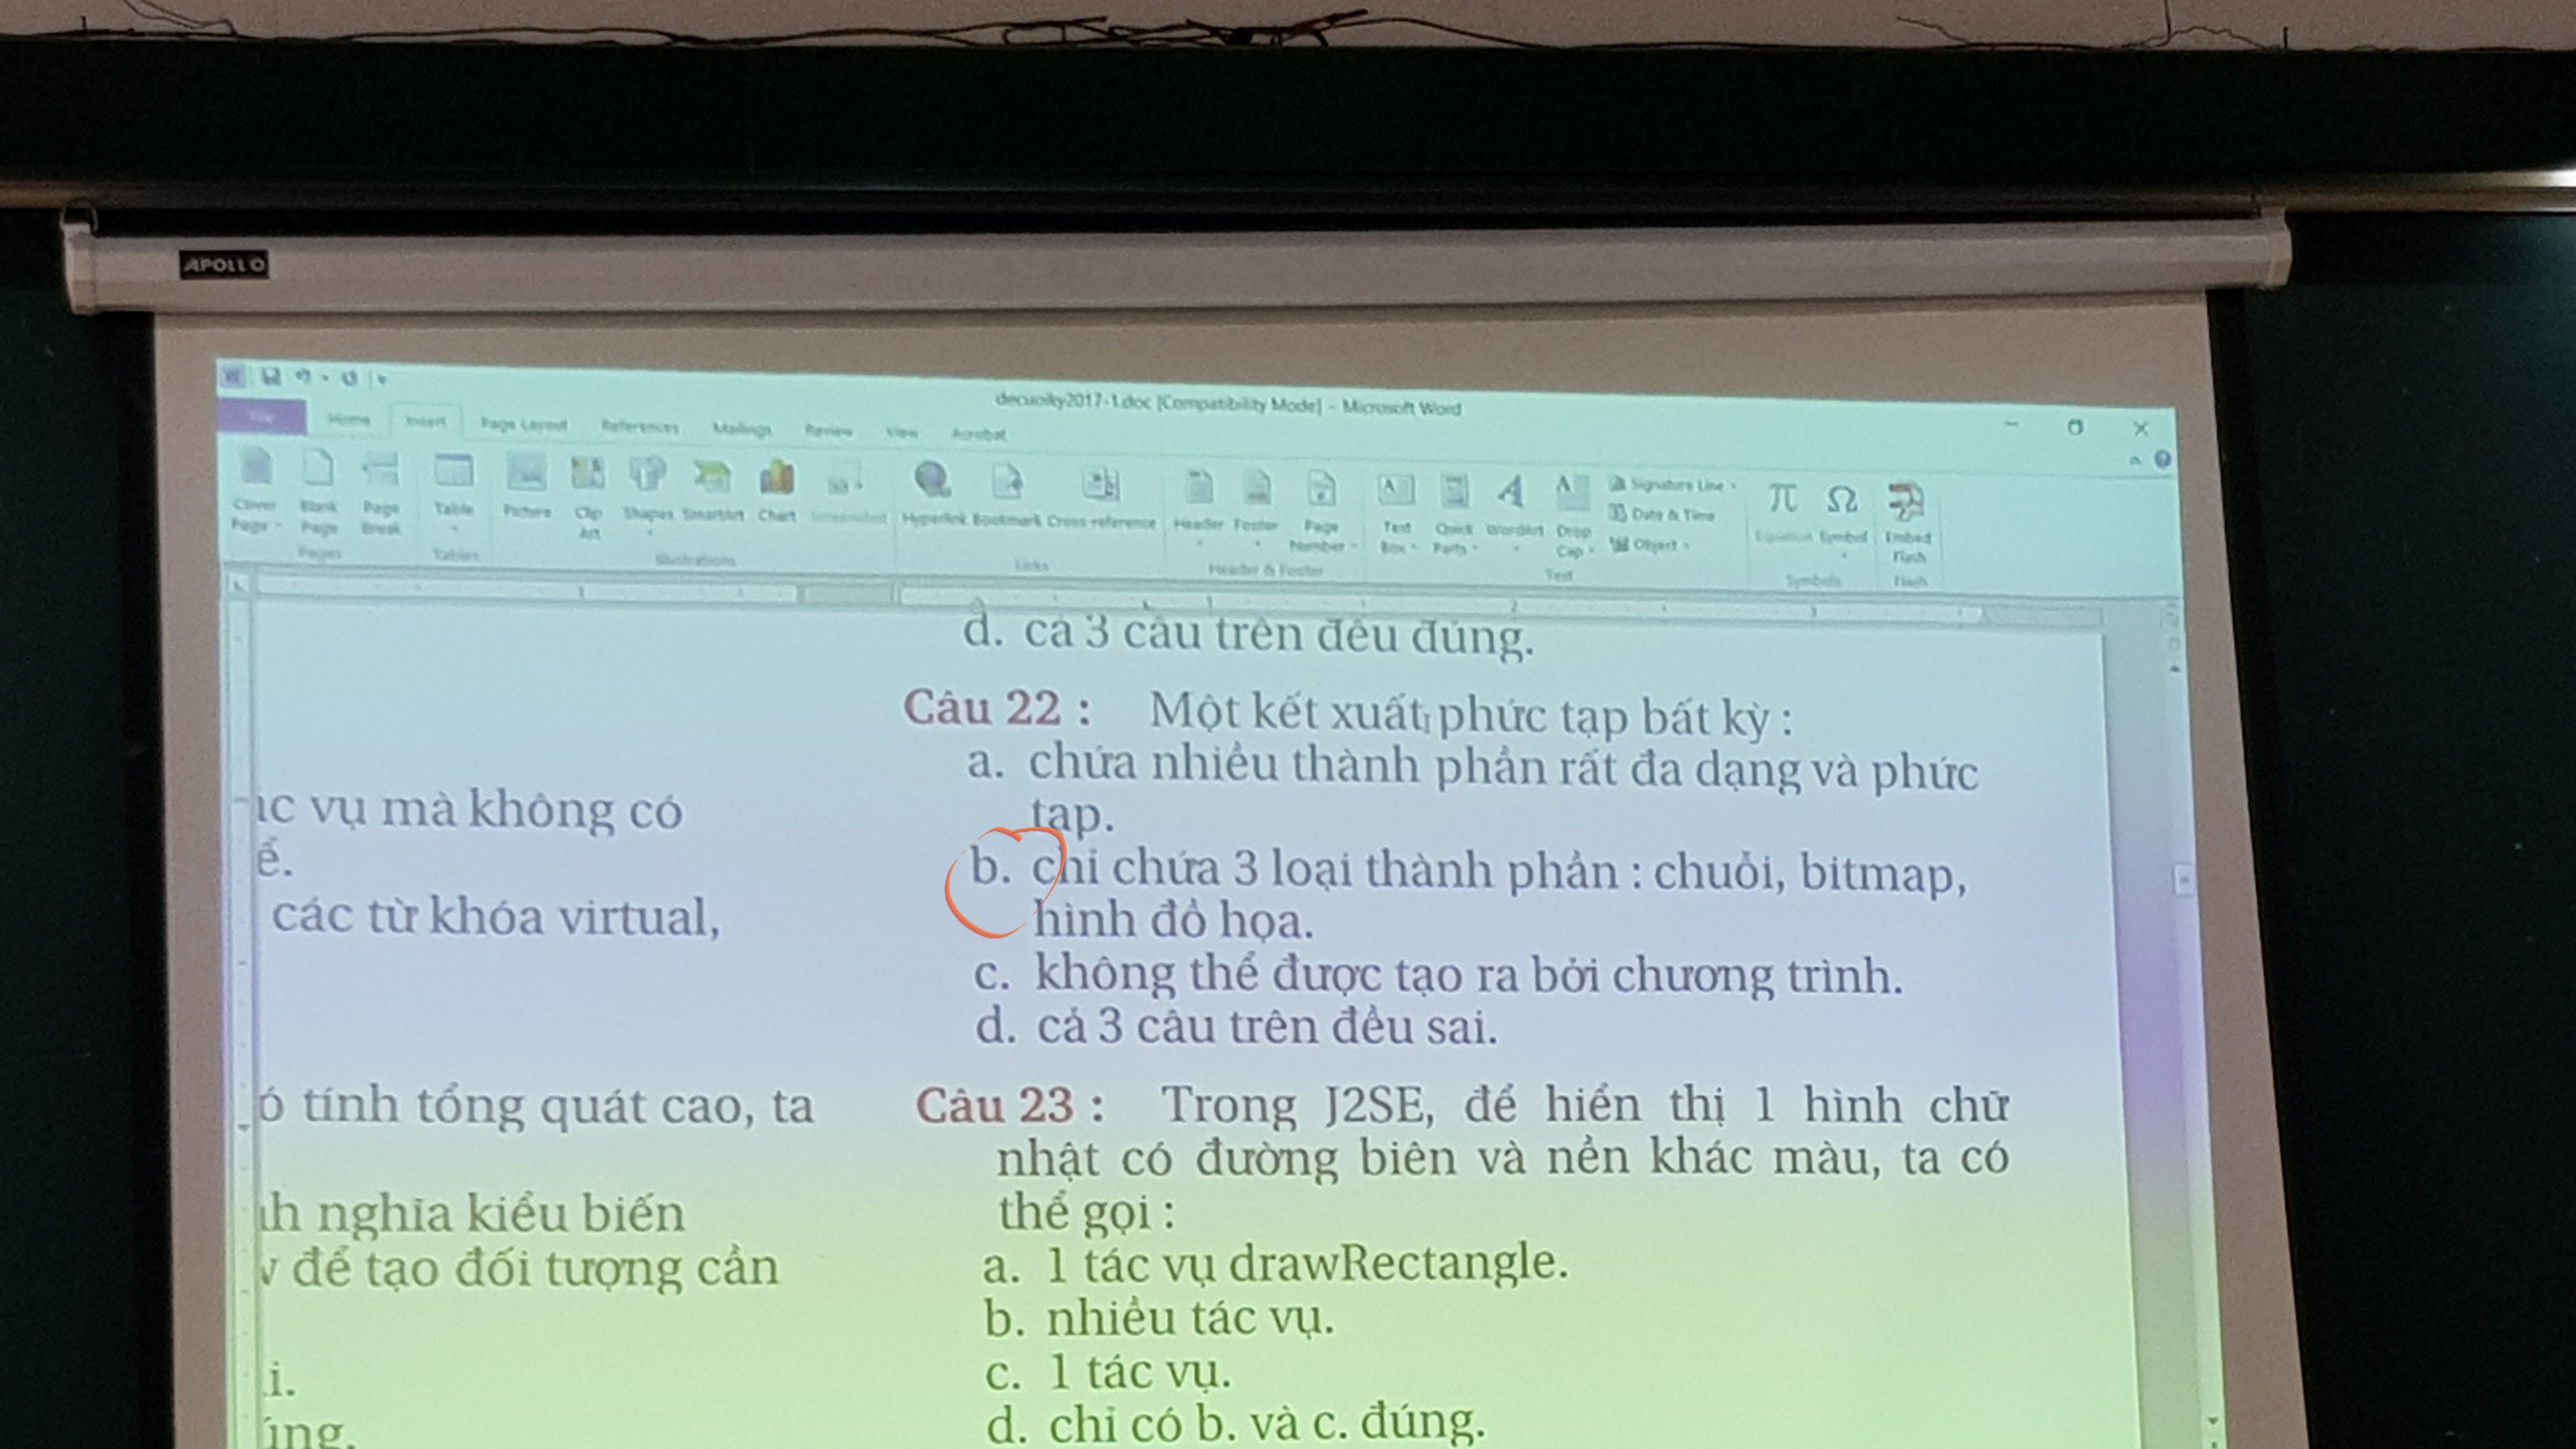 APOLLO
decuoiky2017-1.doc [Compatibility Mode] - Microsoft Word
File Home Insert Page Layout References Mailings Review View Acrobat
Cover Page Blank Page Page Break Table Picture Clip Art Shapes SmartArt Chart Hyperlink Bookmark Cross-reference Header Footer Page Number Text Box Quick Parts WordArt Drop Cap Signature Line Date & Time Object Equation Symbol Embed Flash
Pages Tables Illustrations Links Header & Footer Text Symbols Flash
ác vụ mà không có
ể.
các từ khóa virtual,
ó tính tổng quát cao, ta
nh nghĩa kiểu biến
để tạo đối tượng cần
i.
úng.
d. cả 3 câu trên đều đúng.
Câu 22 : Một kết xuất phức tạp bất kỳ :
a. chứa nhiều thành phần rất đa dạng và phức
tạp.
b. chỉ chứa 3 loại thành phần : chuỗi, bitmap,
hình đồ họa.
c. không thể được tạo ra bởi chương trình.
d. cả 3 câu trên đều sai.
Câu 23 : Trong J2SE, để hiển thị 1 hình chữ
nhật có đường biên và nền khác màu, ta có
thể gọi :
a. 1 tác vụ drawRectangle.
b. nhiều tác vụ.
c. 1 tác vụ.
d. chỉ có b. và c. đúng.